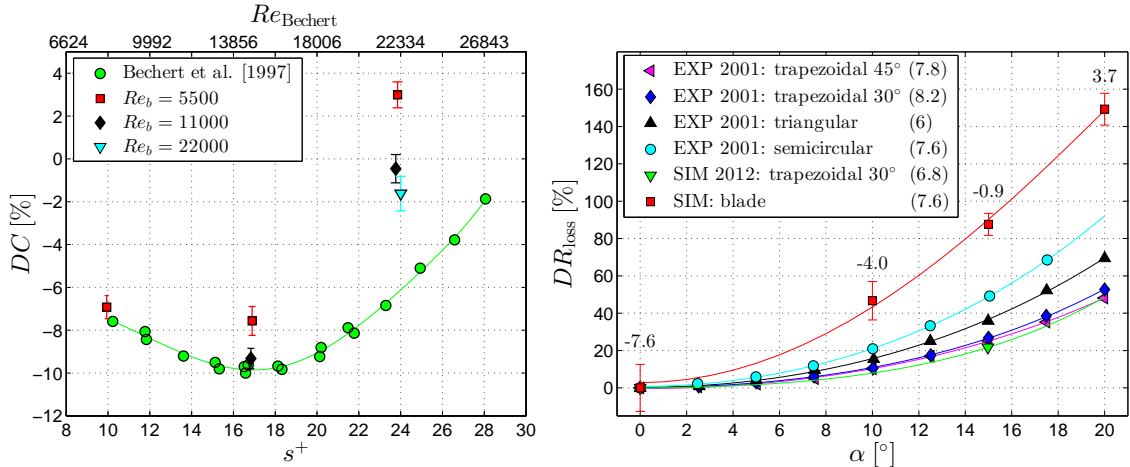 Re_Bechert
6624 9992 13856 18006 22334 26843
Bechert et al. [1997]
Re_b = 5500
Re_b = 11000
Re_b = 22000
DC [%]
4
2
0
−2
−4
−6
−8
−10
−12
8 10 12 14 16 18 20 22 24 26 28 30
s^+
EXP 2001: trapezoidal 45° (7.8)
EXP 2001: trapezoidal 30° (8.2)
EXP 2001: triangular (6)
EXP 2001: semicircular (7.6)
SIM 2012: trapezoidal 30° (6.8)
SIM: blade (7.6)
3.7
-0.9
-4.0
-7.6
DR_loss [%]
160
140
120
100
80
60
40
20
0
0 2 4 6 8 10 12 14 16 18 20
α [°]